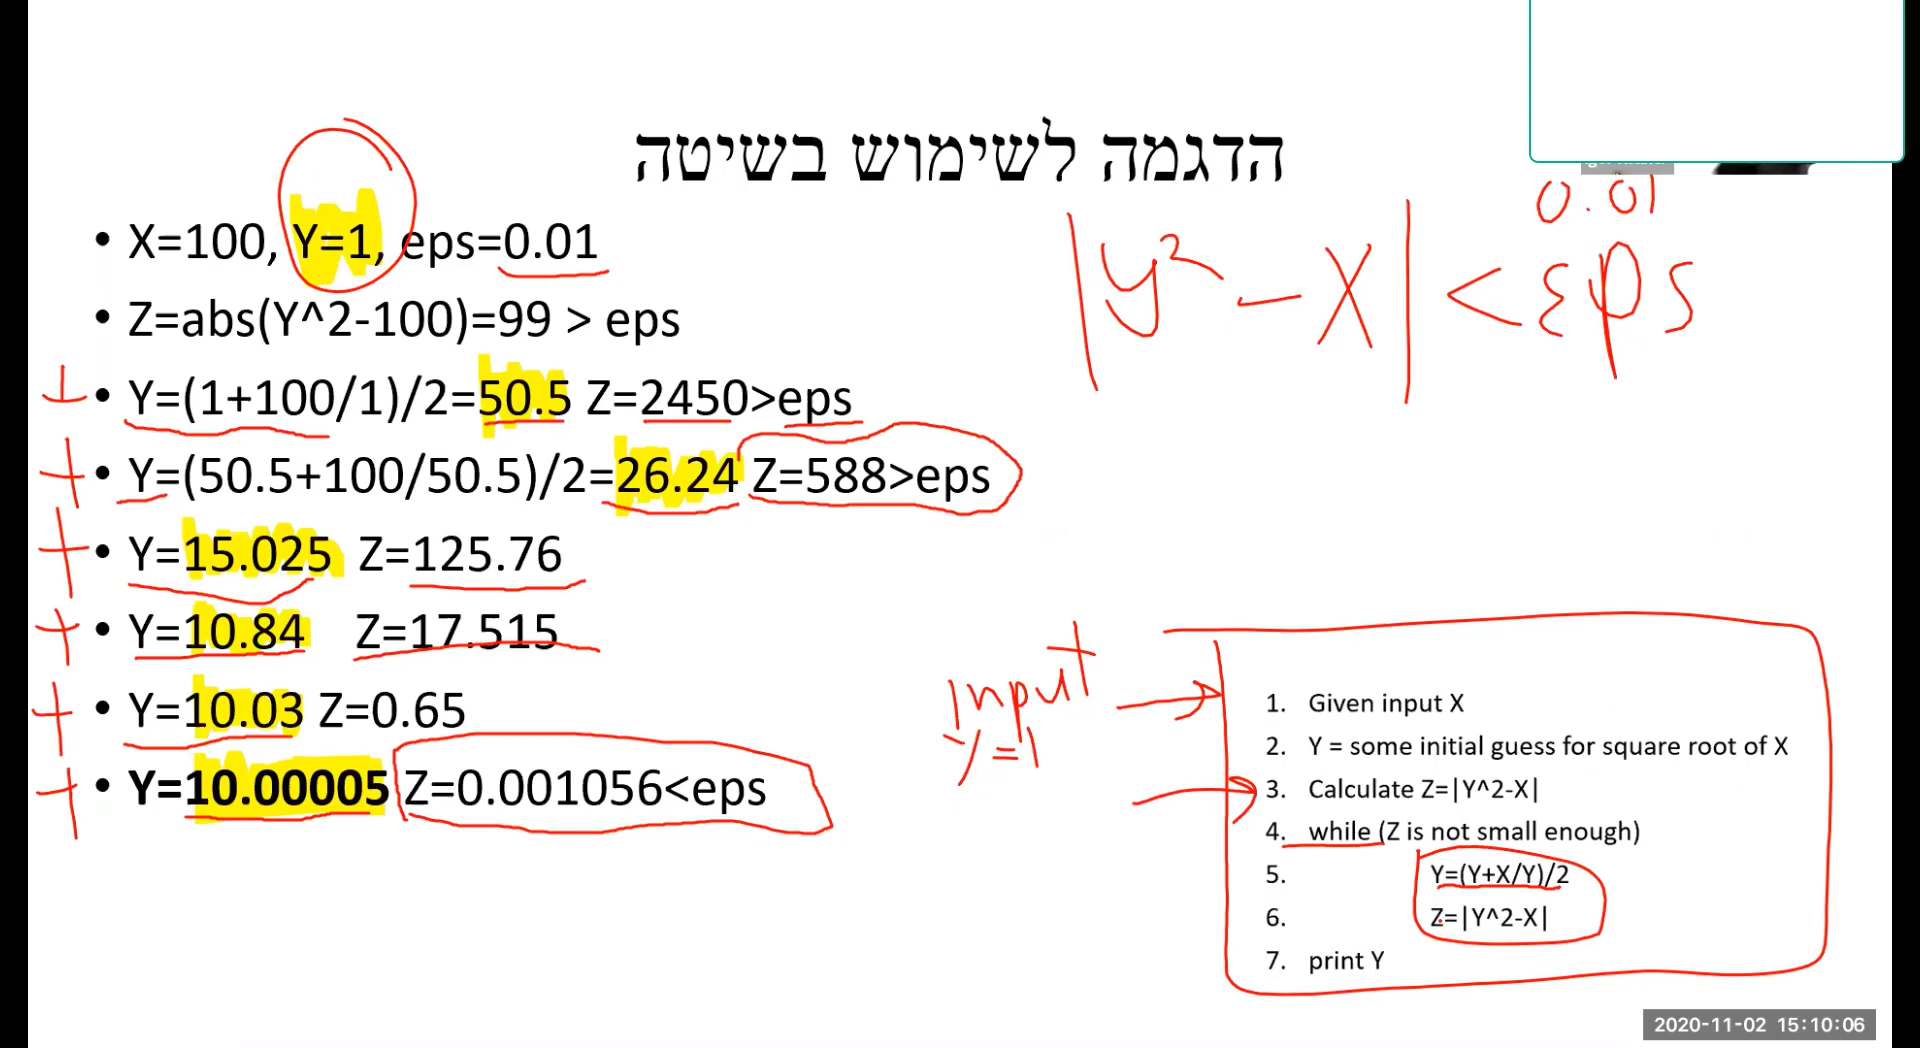 הדגמה לשימוש בשיטה
• X=100, Y=1, eps=0.01
• Z=abs(Y^2-100)=99 > eps
• Y=(1+100/1)/2=50.5 Z=2450>eps
• Y=(50.5+100/50.5)/2=26.24 Z=588>eps
• Y=15.025 Z=125.76
• Y=10.84 Z=17.515
• Y=10.03 Z=0.65
• Y=10.00005 Z=0.001056<eps
0.01
|y²-X| < εps
Input
Y=1
1. Given input X
2. Y = some initial guess for square root of X
3. Calculate Z=|Y^2-X|
4. while (Z is not small enough)
5. Y=(Y+X/Y)/2
6. Z=|Y^2-X|
7. print Y
2020-11-02 15:10:06